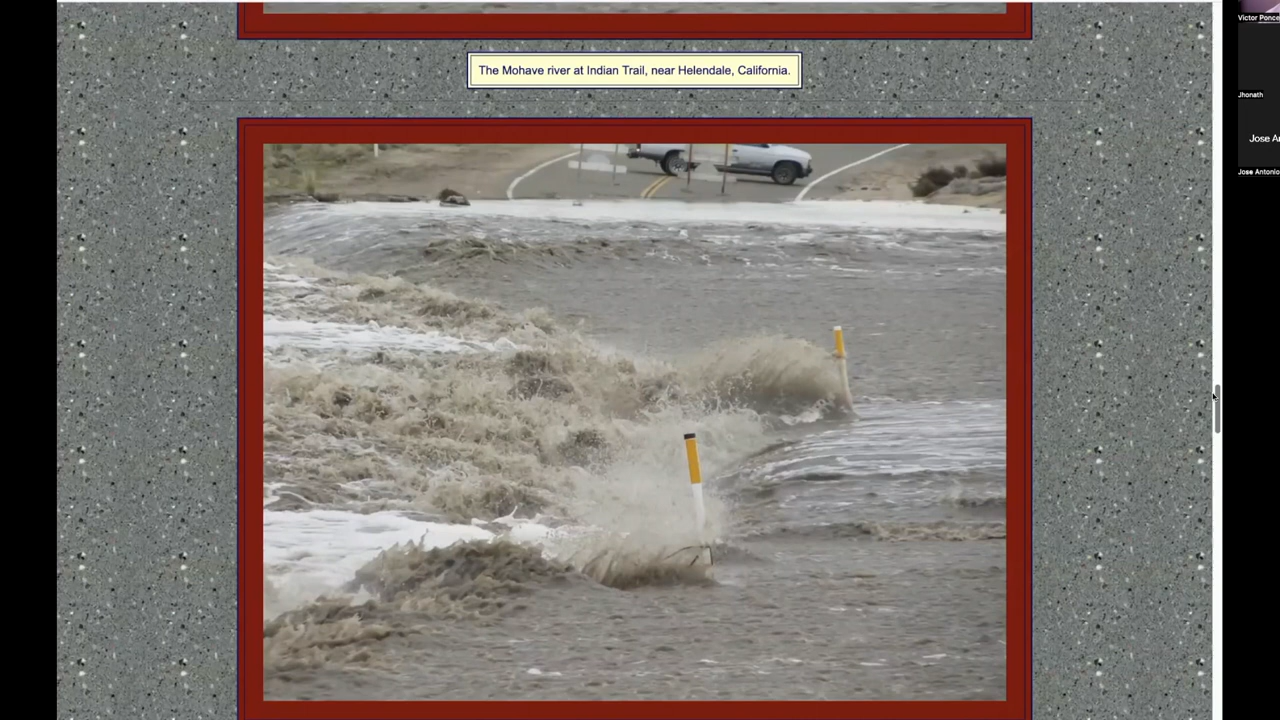 The Mohave river at Indian Trail, near Helendale, California.
Victor Ponce
Jhonath
Jose A
Jose Antonio